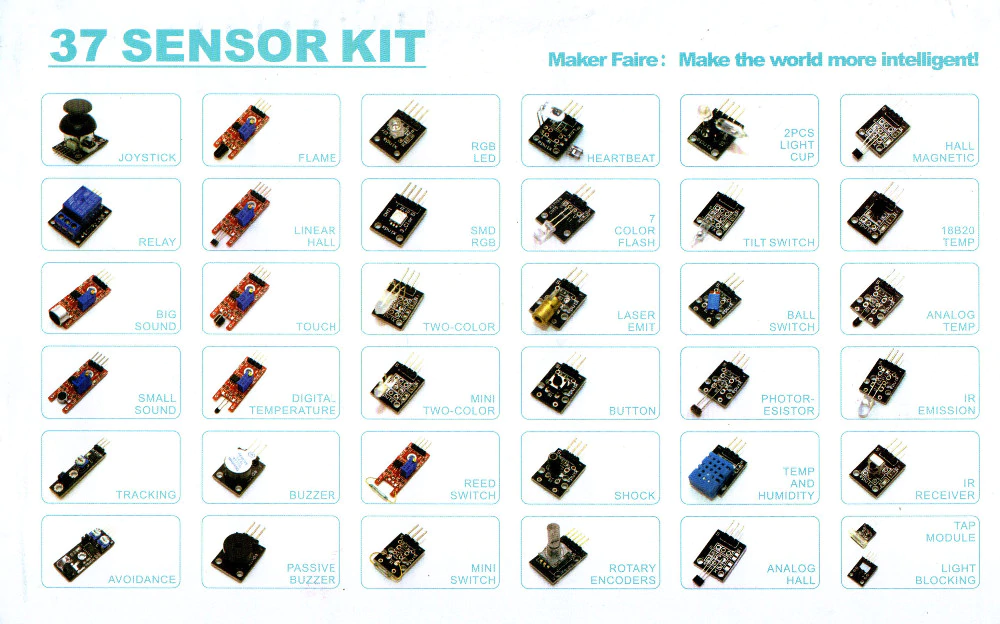 37 SENSOR KIT
Maker Faire: Make the world more intelligent!
JOYSTICK
FLAME
RGB
LED
HEARTBEAT
2PCS
LIGHT
CUP
HALL
MAGNETIC
RELAY
LINEAR
HALL
SMD
RGB
7
COLOR
FLASH
TILT SWITCH
18B20
TEMP
BIG
SOUND
TOUCH
TWO-COLOR
LASER
EMIT
BALL
SWITCH
ANALOG
TEMP
SMALL
SOUND
DIGITAL
TEMPERATURE
MINI
TWO-COLOR
BUTTON
PHOTOR-
ESISTOR
IR
EMISSION
TRACKING
BUZZER
REED
SWITCH
SHOCK
TEMP
AND
HUMIDITY
IR
RECEIVER
AVOIDANCE
PASSIVE
BUZZER
MINI
SWITCH
ROTARY
ENCODERS
ANALOG
HALL
TAP
MODULE
LIGHT
BLOCKING